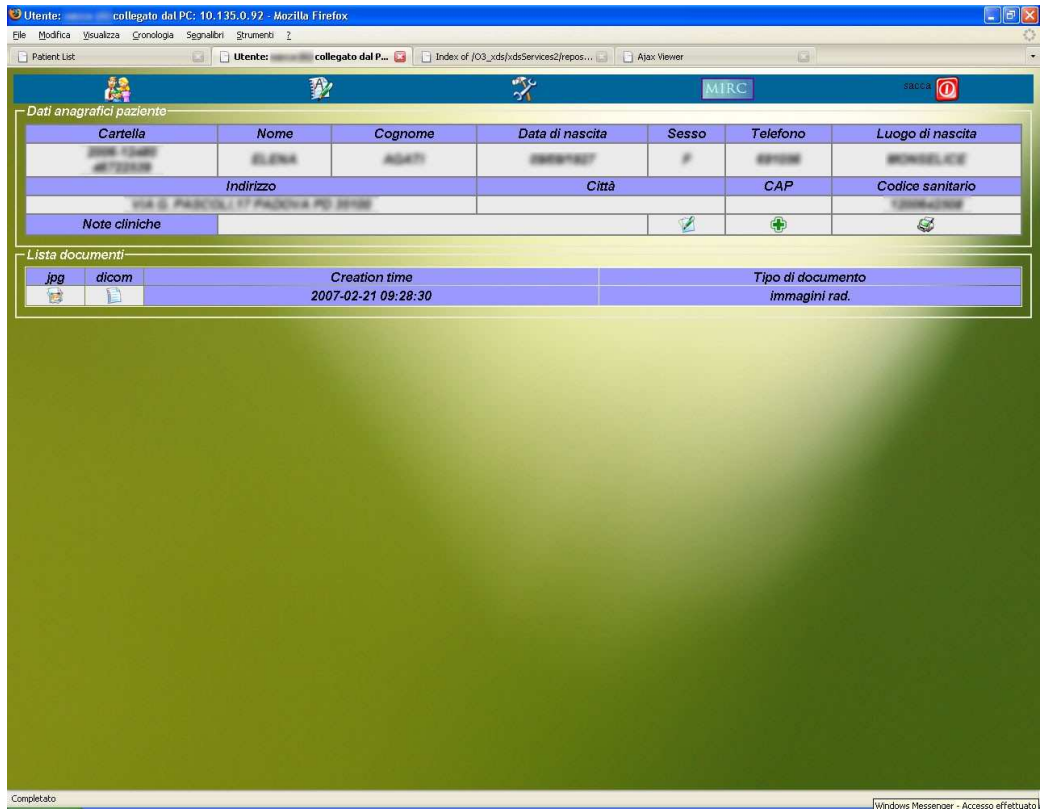 Utente: collegato dal PC: 10.135.0.92 - Mozilla Firefox
File Modifica Visualizza Cronologia Segnalibri Strumenti ?
Patient List Utente: collegato dal P... Index of /O3_xds/xdsServices2/repos... Ajax Viewer
MIRC sacca
Dati anagrafici paziente
Cartella Nome Cognome Data di nascita Sesso Telefono Luogo di nascita
Indirizzo Città CAP Codice sanitario
Note cliniche
Lista documenti
jpg dicom Creation time Tipo di documento
2007-02-21 09:28:30 immagini rad.
Completato
Windows Messenger - Accesso effettuato